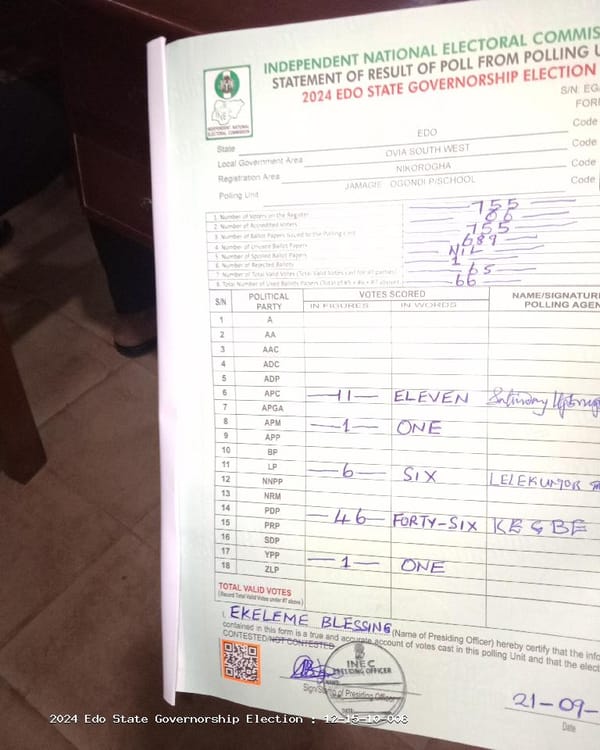 INDEPENDENT NATIONAL ELECTORAL COMMIS
STATEMENT OF RESULT OF POLL FROM POLLING U
2024 EDO STATE GOVERNORSHIP ELECTION
S/N: EG
FOR
INEC
INDEPENDENT NATIONAL
ELECTORAL COMMISSION
State EDO Code
Local Government Area OVIA SOUTH WEST Code
Registration Area NIKOROGHA Code
Polling Unit JAMAGIE OGONDI P/SCHOOL Code
1. Number of Voters on the Register 755
2. Number of Accredited Voters 66
3. Number of Ballot Papers Issued to the Polling Unit 755
4. Number of Unused Ballot Papers 689
5. Number of Spoiled Ballot Papers NIL
6. Number of Rejected Ballots 1
7. Number of Total Valid Votes (Total Valid Votes cast for all parties) 65
8. Total Number of Used Ballot Papers (Total of #5 + #6 + #7 above) 66
S/N POLITICAL PARTY VOTES SCORED NAME/SIGNATUR
IN FIGURES IN WORDS POLLING AGEN
1 A
2 AA
3 AAC
4 ADC
5 ADP
6 APC 11 ELEVEN
7 APGA
8 APM 1 ONE
9 APP
10 BP
11 LP 6 SIX
12 NNPP
13 NRM
14 PDP 46 FORTY-SIX KEGBE
15 PRP
16 SDP
17 YPP 1 ONE
18 ZLP
TOTAL VALID VOTES
(Record Total Valid Votes under #7 above)
I, EKELEME BLESSING (Name of Presiding Officer) hereby certify that the info
contained in this form is a true and accurate account of votes cast in this polling Unit and that the elect
CONTESTED/NOT CONTESTED
INEC
PRESIDING OFFICER
Sign/Stamp of Presiding Officer
NAME
DATE
21-09-
Date
2024 Edo State Governorship Election : 12-15-10-008